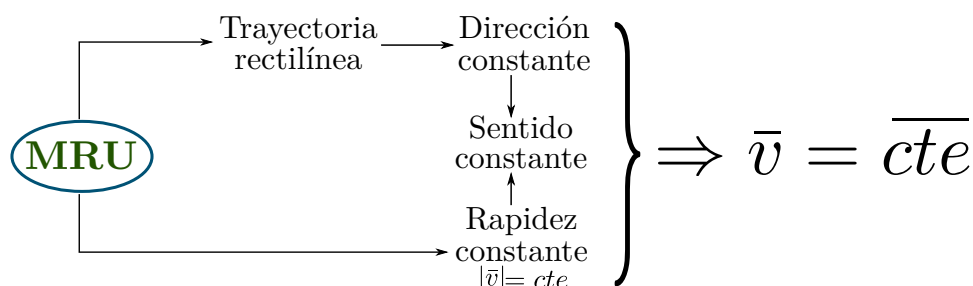 Trayectoria
rectilínea
Dirección
constante
Sentido
constante
MRU
Rapidez
constante
|v̄|= cte
⇒ v̄ = c̅t̅e̅